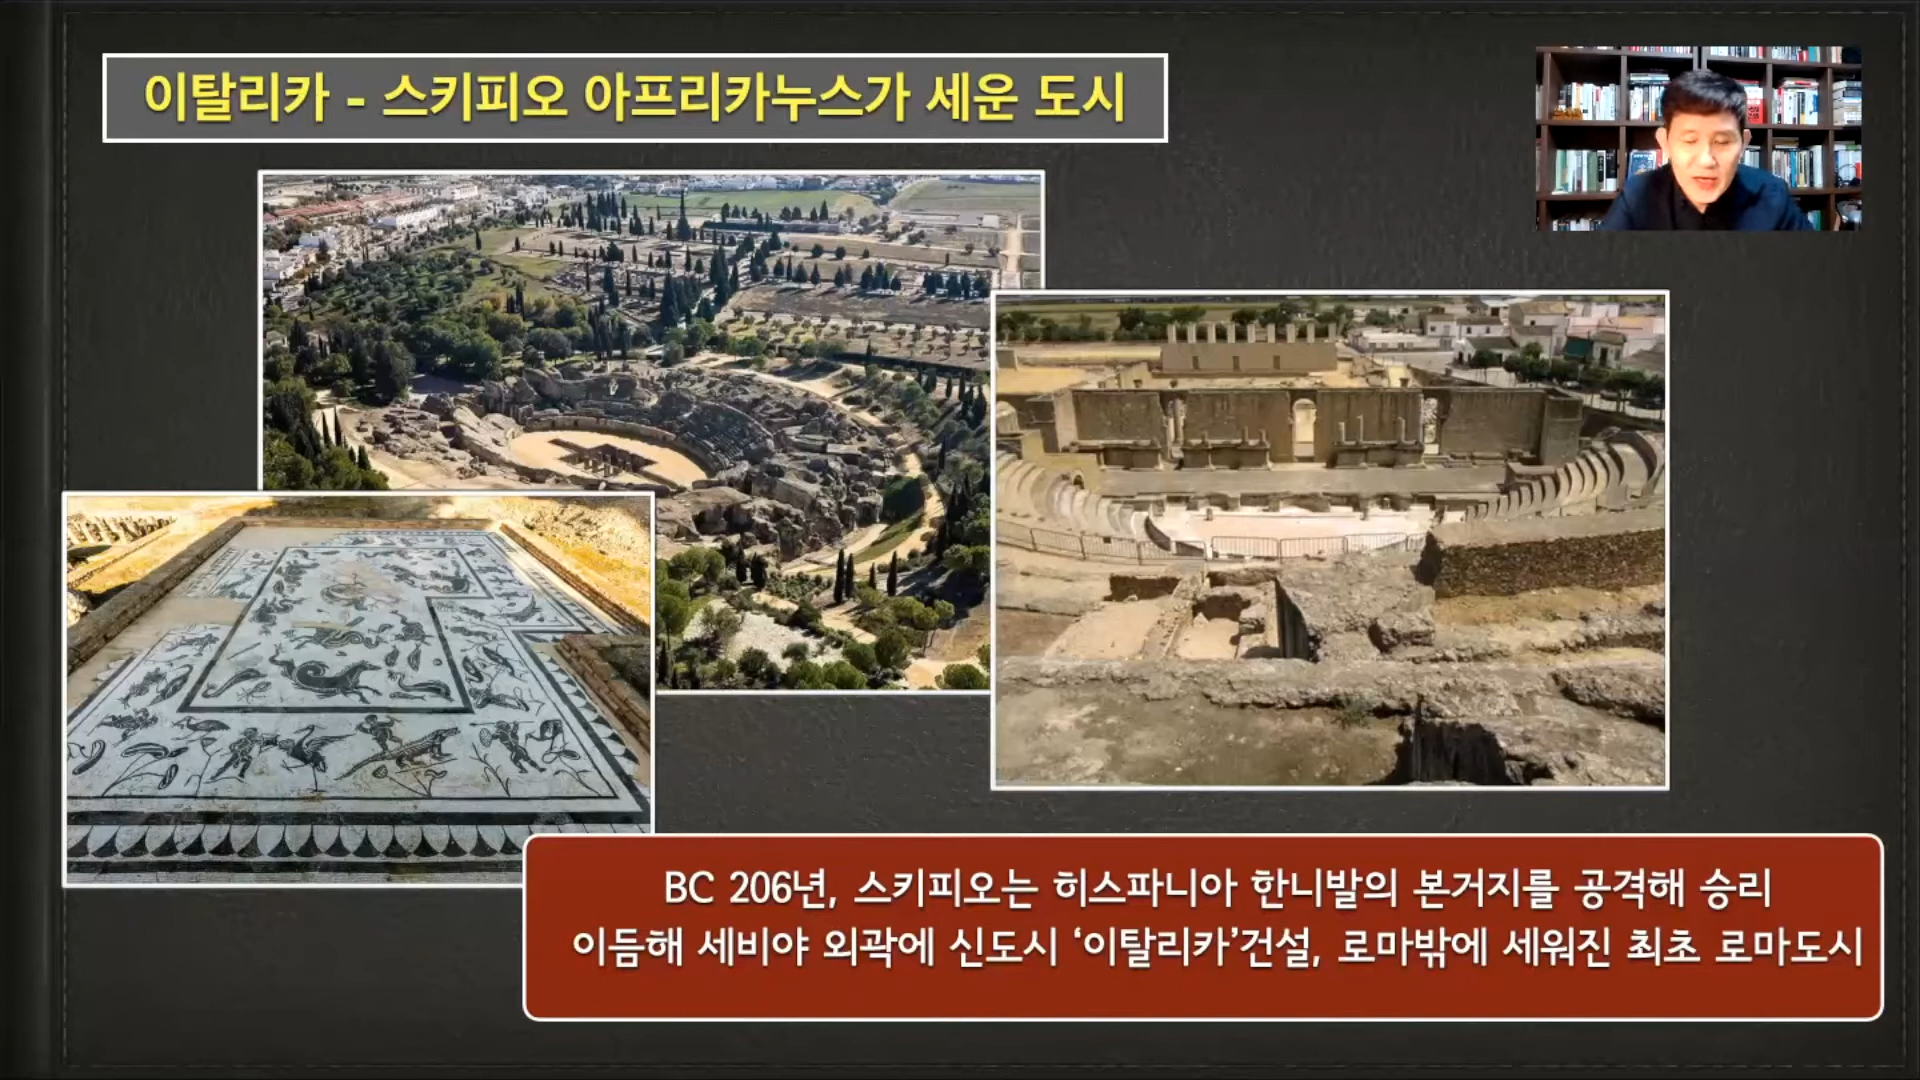 이탈리카 - 스키피오 아프리카누스가 세운 도시
BC 206년, 스키피오는 히스파니아 한니발의 본거지를 공격해 승리
이듬해 세비야 외곽에 신도시 ‘이탈리카’건설, 로마밖에 세워진 최초 로마도시